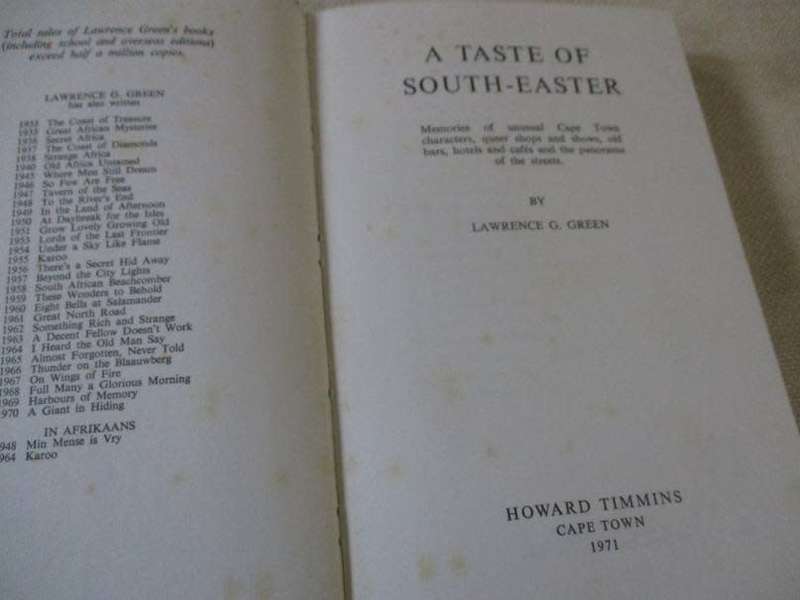 Total sales of Lawrence Green's books
(including school and overseas editions)
exceed half a million copies.
LAWRENCE G. GREEN
has also written
1933 The Coast of Treasure
1935 Great African Mysteries
1936 Secret Africa
1937 The Coast of Diamonds
1938 Strange Africa
1940 Old Africa Untamed
1945 Where Men Still Dream
1946 So Few Are Free
1947 Tavern of the Seas
1948 To the River's End
1949 In the Land of Afternoon
1950 At Daybreak for the Isles
1951 Grow Lovely Growing Old
1953 Lords of the Last Frontier
1954 Under a Sky Like Flame
1955 Karoo
1956 There's a Secret Hid Away
1957 Beyond the City Lights
1958 South African Beachcomber
1959 These Wonders to Behold
1960 Eight Bells at Salamander
1961 Great North Road
1962 Something Rich and Strange
1963 A Decent Fellow Doesn't Work
1964 I Heard the Old Man Say
1965 Almost Forgotten, Never Told
1966 Thunder on the Blaauwberg
1967 On Wings of Fire
1968 Full Many a Glorious Morning
1969 Harbours of Memory
1970 A Giant in Hiding
IN AFRIKAANS
948 Min Mense is Vry
964 Karoo
A TASTE OF
SOUTH-EASTER
Memories of unusual Cape Town
characters, queer shops and shows, old
bars, hotels and cafés and the panorama
of the streets.
BY
LAWRENCE G. GREEN
HOWARD TIMMINS
CAPE TOWN
1971